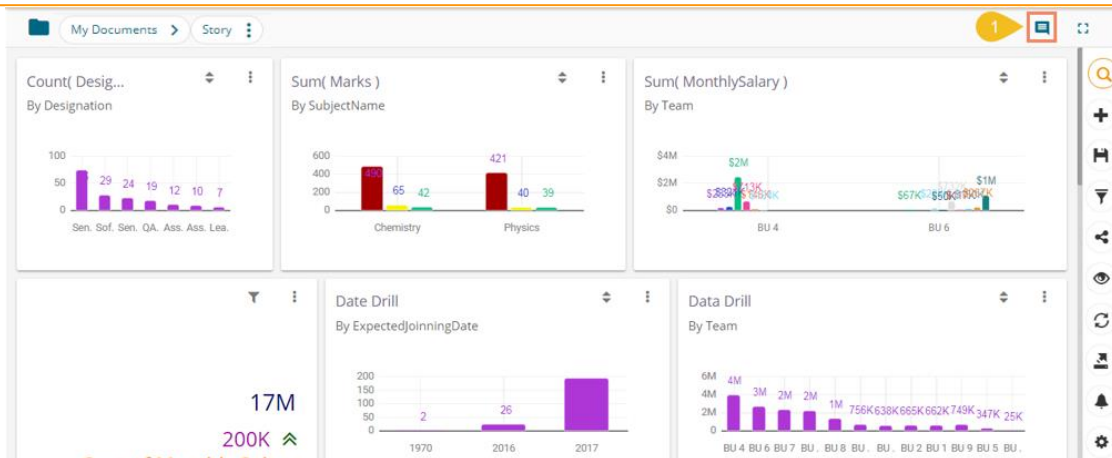 My Documents > Story
1
Count( Desig...
By Designation
100
50
0
29 24 19 12 10 7
Sen. Sof. Sen. QA. Ass. Ass. Lea.
Sum( Marks )
By SubjectName
600
400
200
0
490 65 42
421 40 39
Chemistry Physics
Sum( MonthlySalary )
By Team
$4M
$2M
$0
$2M
$67K
$1M
BU 4 BU 6
17M
200K
Date Drill
By ExpectedJoinningDate
200
150
100
50
0
2 26
1970 2016 2017
Data Drill
By Team
6M
4M
2M
0
4M 3M 2M 2M 1M 756K 638K 665K 662K 749K 347K 25K
BU 4 BU 6 BU 7 BU . BU 8 BU . BU . BU 2 BU 1 BU 9 BU 5 BU .